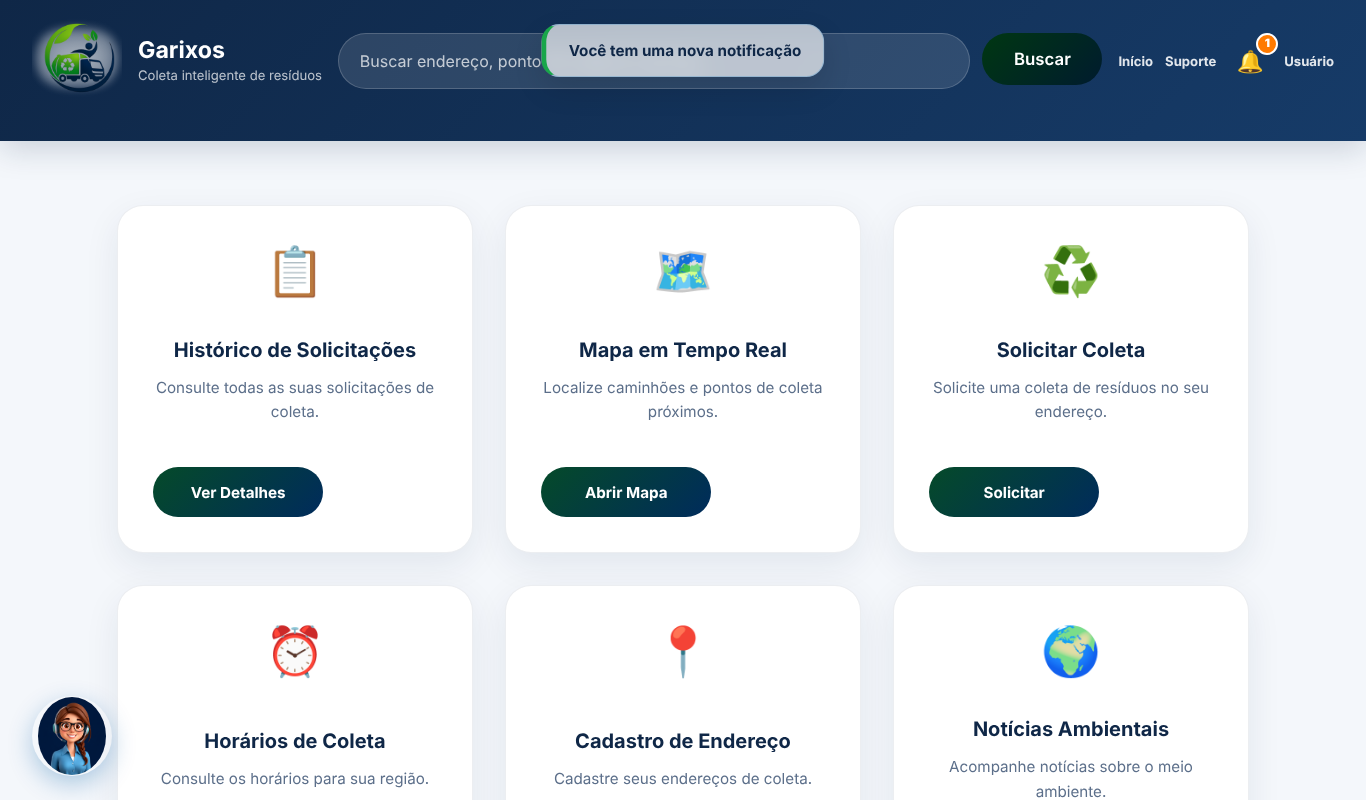 Garixos
Coleta inteligente de resíduos
Buscar endereço, ponto
Você tem uma nova notificação
Buscar
Início
Suporte
1
Usuário
Histórico de Solicitações
Consulte todas as suas solicitações de
coleta.
Ver Detalhes
Mapa em Tempo Real
Localize caminhões e pontos de coleta
próximos.
Abrir Mapa
Solicitar Coleta
Solicite uma coleta de resíduos no seu
endereço.
Solicitar
Horários de Coleta
Consulte os horários para sua região.
Cadastro de Endereço
Cadastre seus endereços de coleta.
Notícias Ambientais
Acompanhe notícias sobre o meio
ambiente.